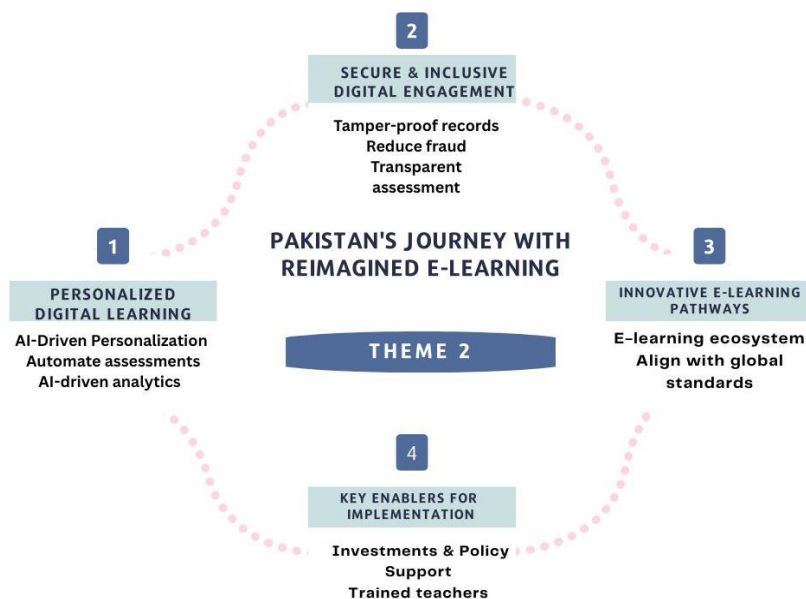 2
SECURE & INCLUSIVE
DIGITAL ENGAGEMENT
Tamper-proof records
Reduce fraud
Transparent
assessment
1
PERSONALIZED
DIGITAL LEARNING
AI-Driven Personalization
Automate assessments
AI-driven analytics
PAKISTAN'S JOURNEY WITH
REIMAGINED E-LEARNING
THEME 2
3
INNOVATIVE E-LEARNING
PATHWAYS
E-learning ecosystem
Align with global
standards
4
KEY ENABLERS FOR
IMPLEMENTATION
Investments & Policy
Support
Trained teachers